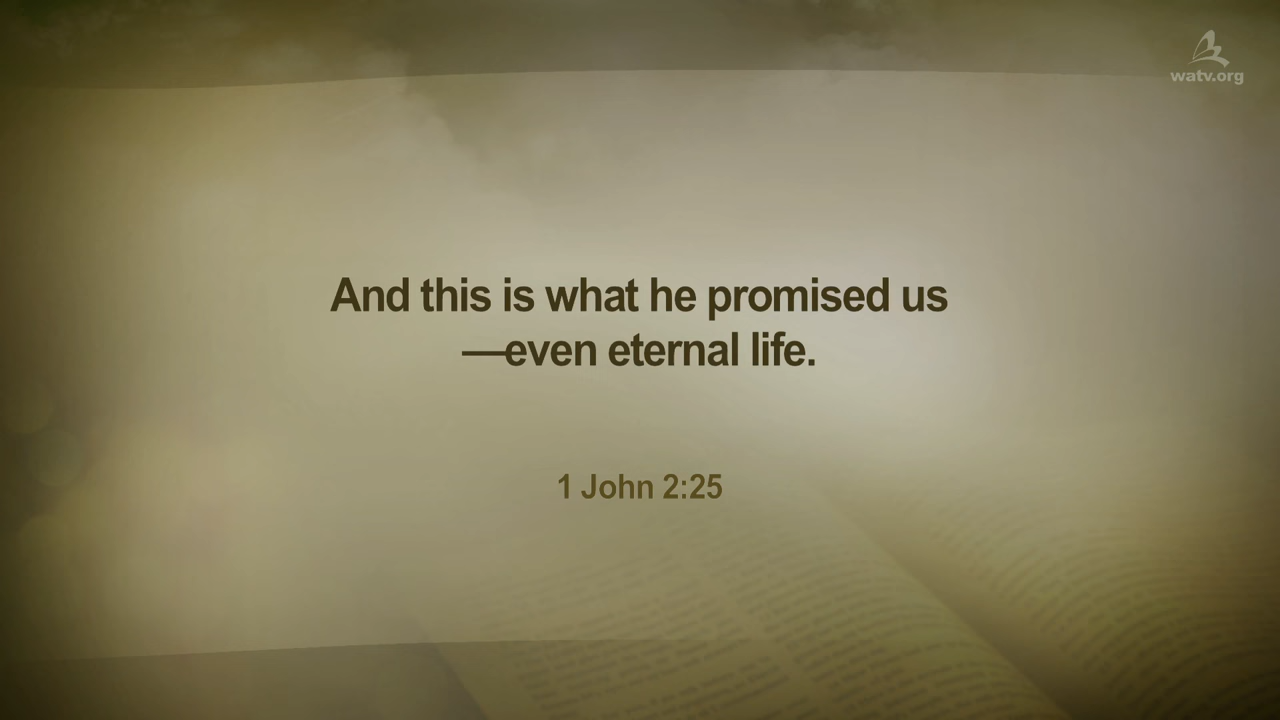 watv.org
And this is what he promised us
—even eternal life.
1 John 2:25